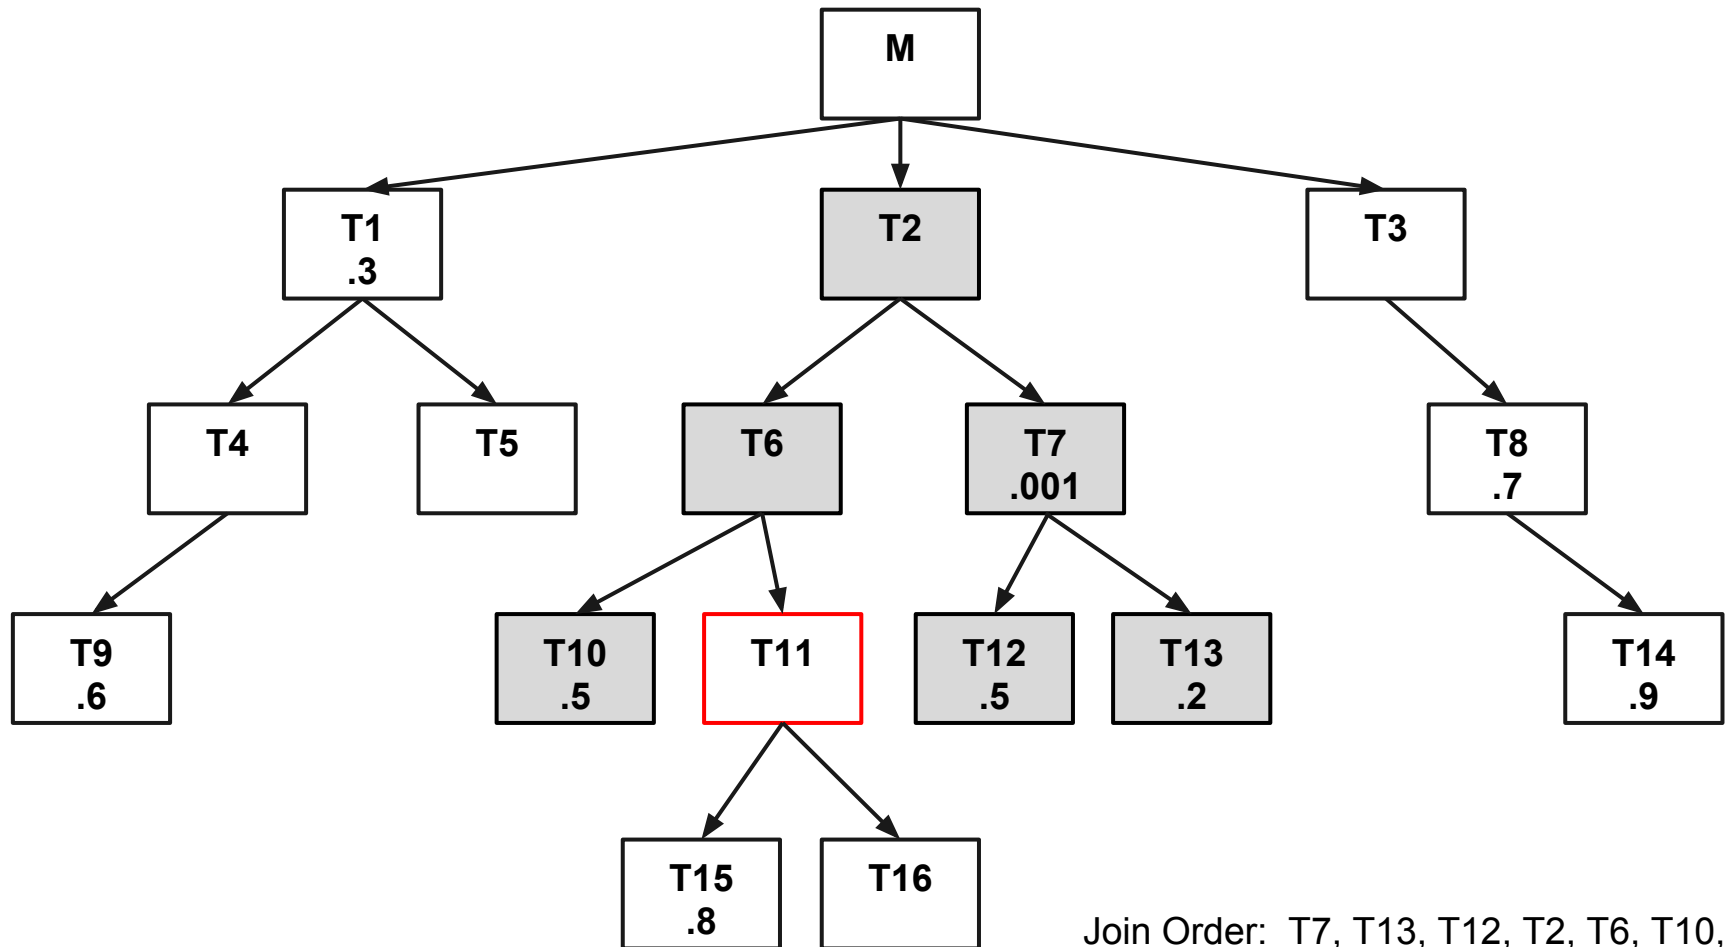 M
T1
.3
T2
T3
T4
T5
T6
T7
.001
T8
.7
T9
.6
T10
.5
T11
T12
.5
T13
.2
T14
.9
T15
.8
T16
Join Order: T7, T13, T12, T2, T6, T10,